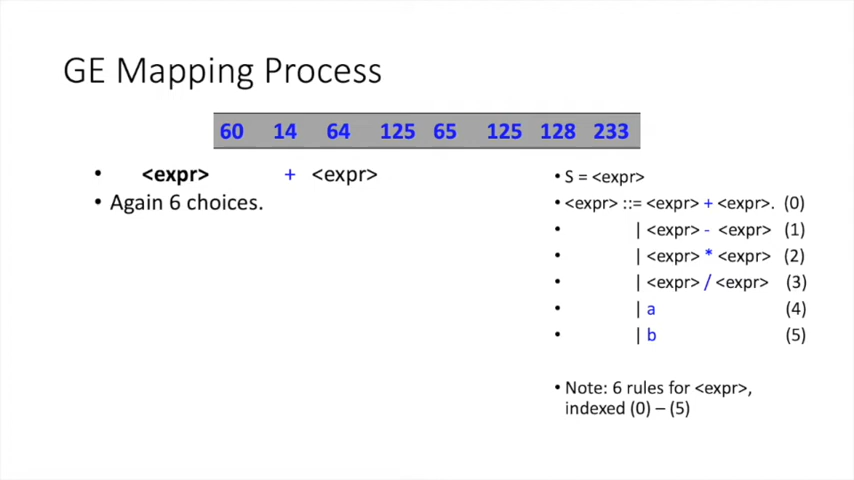 GE Mapping Process
60 14 64 125 65 125 128 233
• <expr> + <expr>
• Again 6 choices.
• S = <expr>
• <expr> ::= <expr> + <expr>. (0)
• | <expr> - <expr> (1)
• | <expr> * <expr> (2)
• | <expr> / <expr> (3)
• | a (4)
• | b (5)
• Note: 6 rules for <expr>,
indexed (0) – (5)